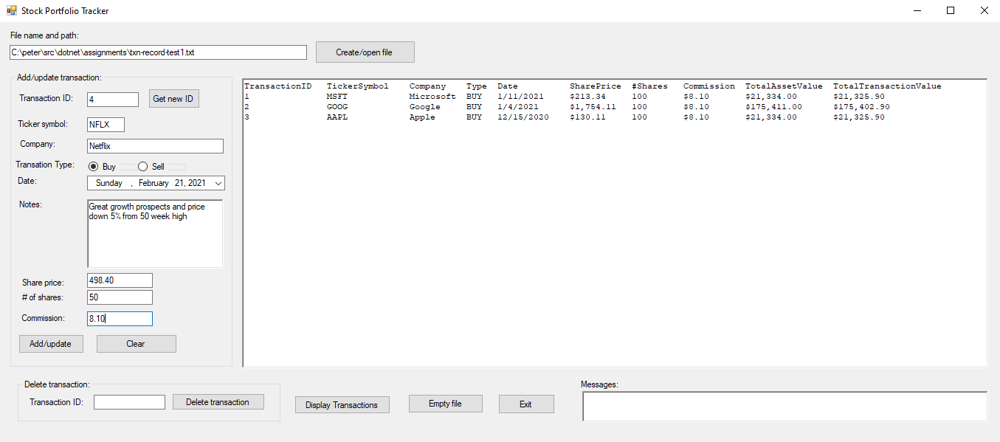 Stock Portfolio Tracker
File name and path:
C:\peter\src\dotnet\assignments\txn-record-test1.txt
Create/open file
Add/update transaction:
Transaction ID: 4 Get new ID
Ticker symbol: NFLX
Company: Netflix
Transation Type: Buy Sell
Date: Sunday , February 21, 2021
Notes: Great growth prospects and price
down 5% from 50 week high
Share price: 498.40
# of shares: 50
Commission: 8.10
Add/update Clear
TransactionID TickerSymbol Company Type Date SharePrice #Shares Commission TotalAssetValue TotalTransactionValue
1 MSFT Microsoft BUY 1/11/2021 $213.34 100 $8.10 $21,334.00 $21,325.90
2 GOOG Google BUY 1/4/2021 $1,754.11 100 $8.10 $175,411.00 $175,402.90
3 AAPL Apple BUY 12/15/2020 $130.11 100 $8.10 $21,334.00 $21,325.90
Delete transaction:
Transaction ID: Delete transaction
Display Transactions Empty file Exit
Messages: